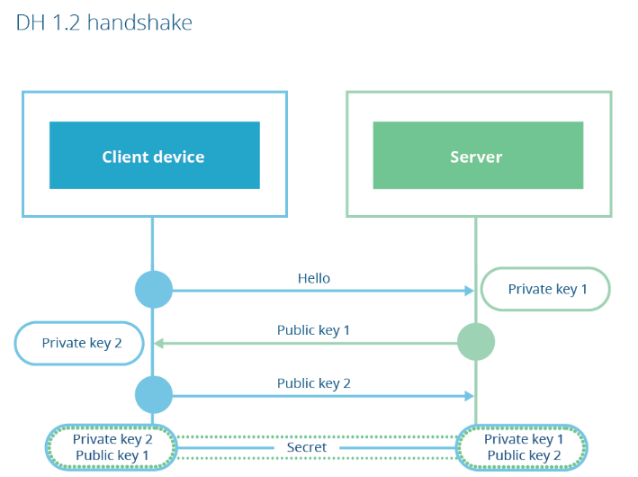 DH 1.2 handshake
Client device
Server
Hello
Private key 1
Public key 1
Private key 2
Public key 2
Private key 2
Public key 1
Secret
Private key 1
Public key 2